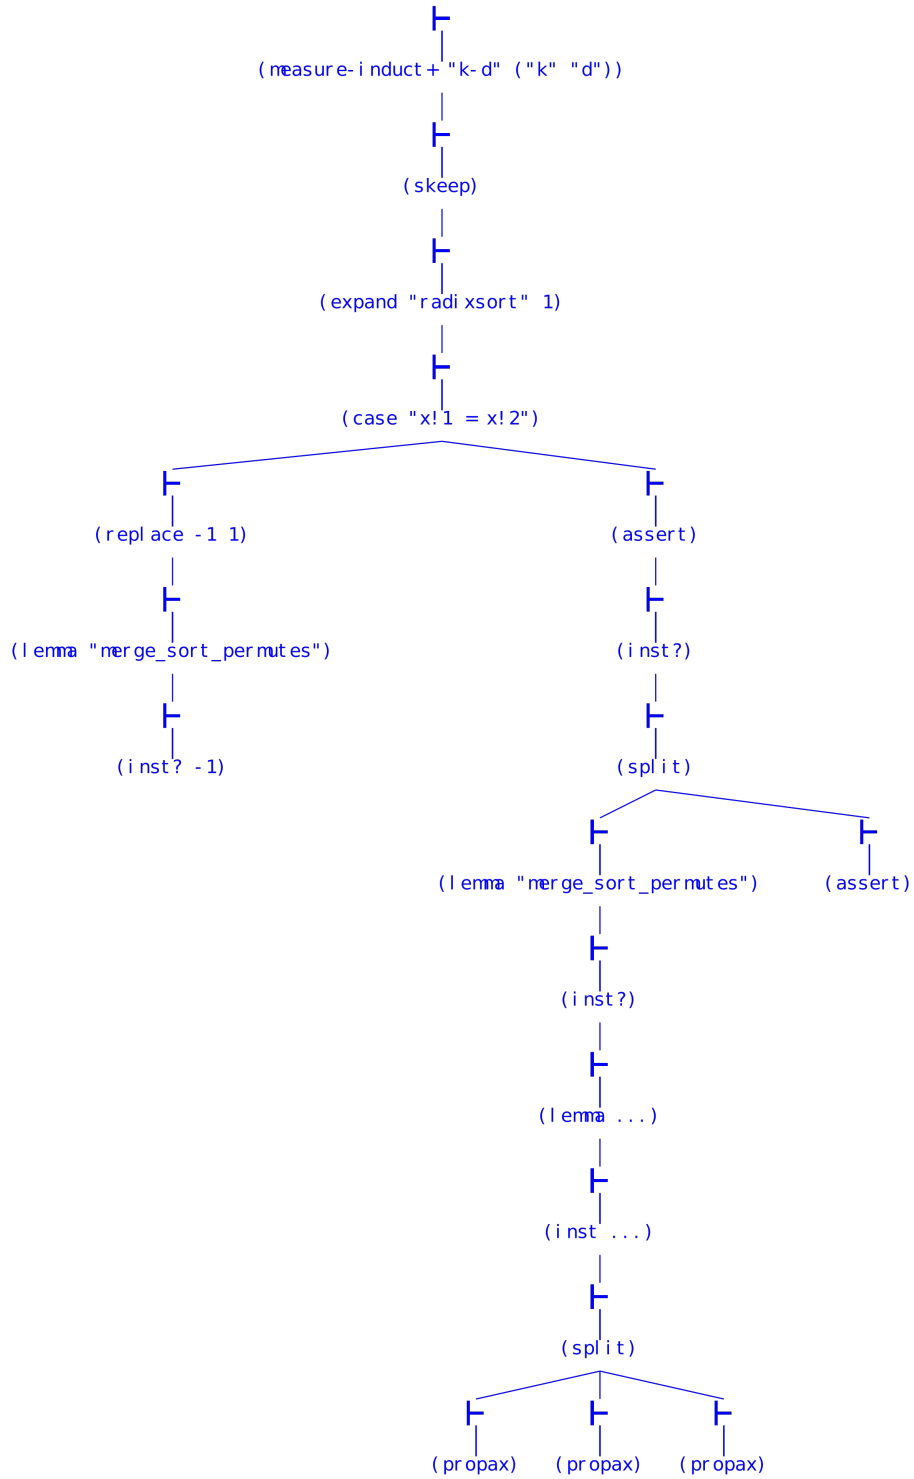 (measure-induct+ "k-d" ("k" "d"))
(skeep)
(expand "radixsort" 1)
(case "x!1 = x!2")
(replace -1 1)
(assert)
(lemma "merge_sort_permutes")
(inst?)
(inst? -1)
(split)
(lemma "merge_sort_permutes")
(assert)
(inst?)
(lemma ...)
(inst ...)
(split)
(propax)
(propax)
(propax)